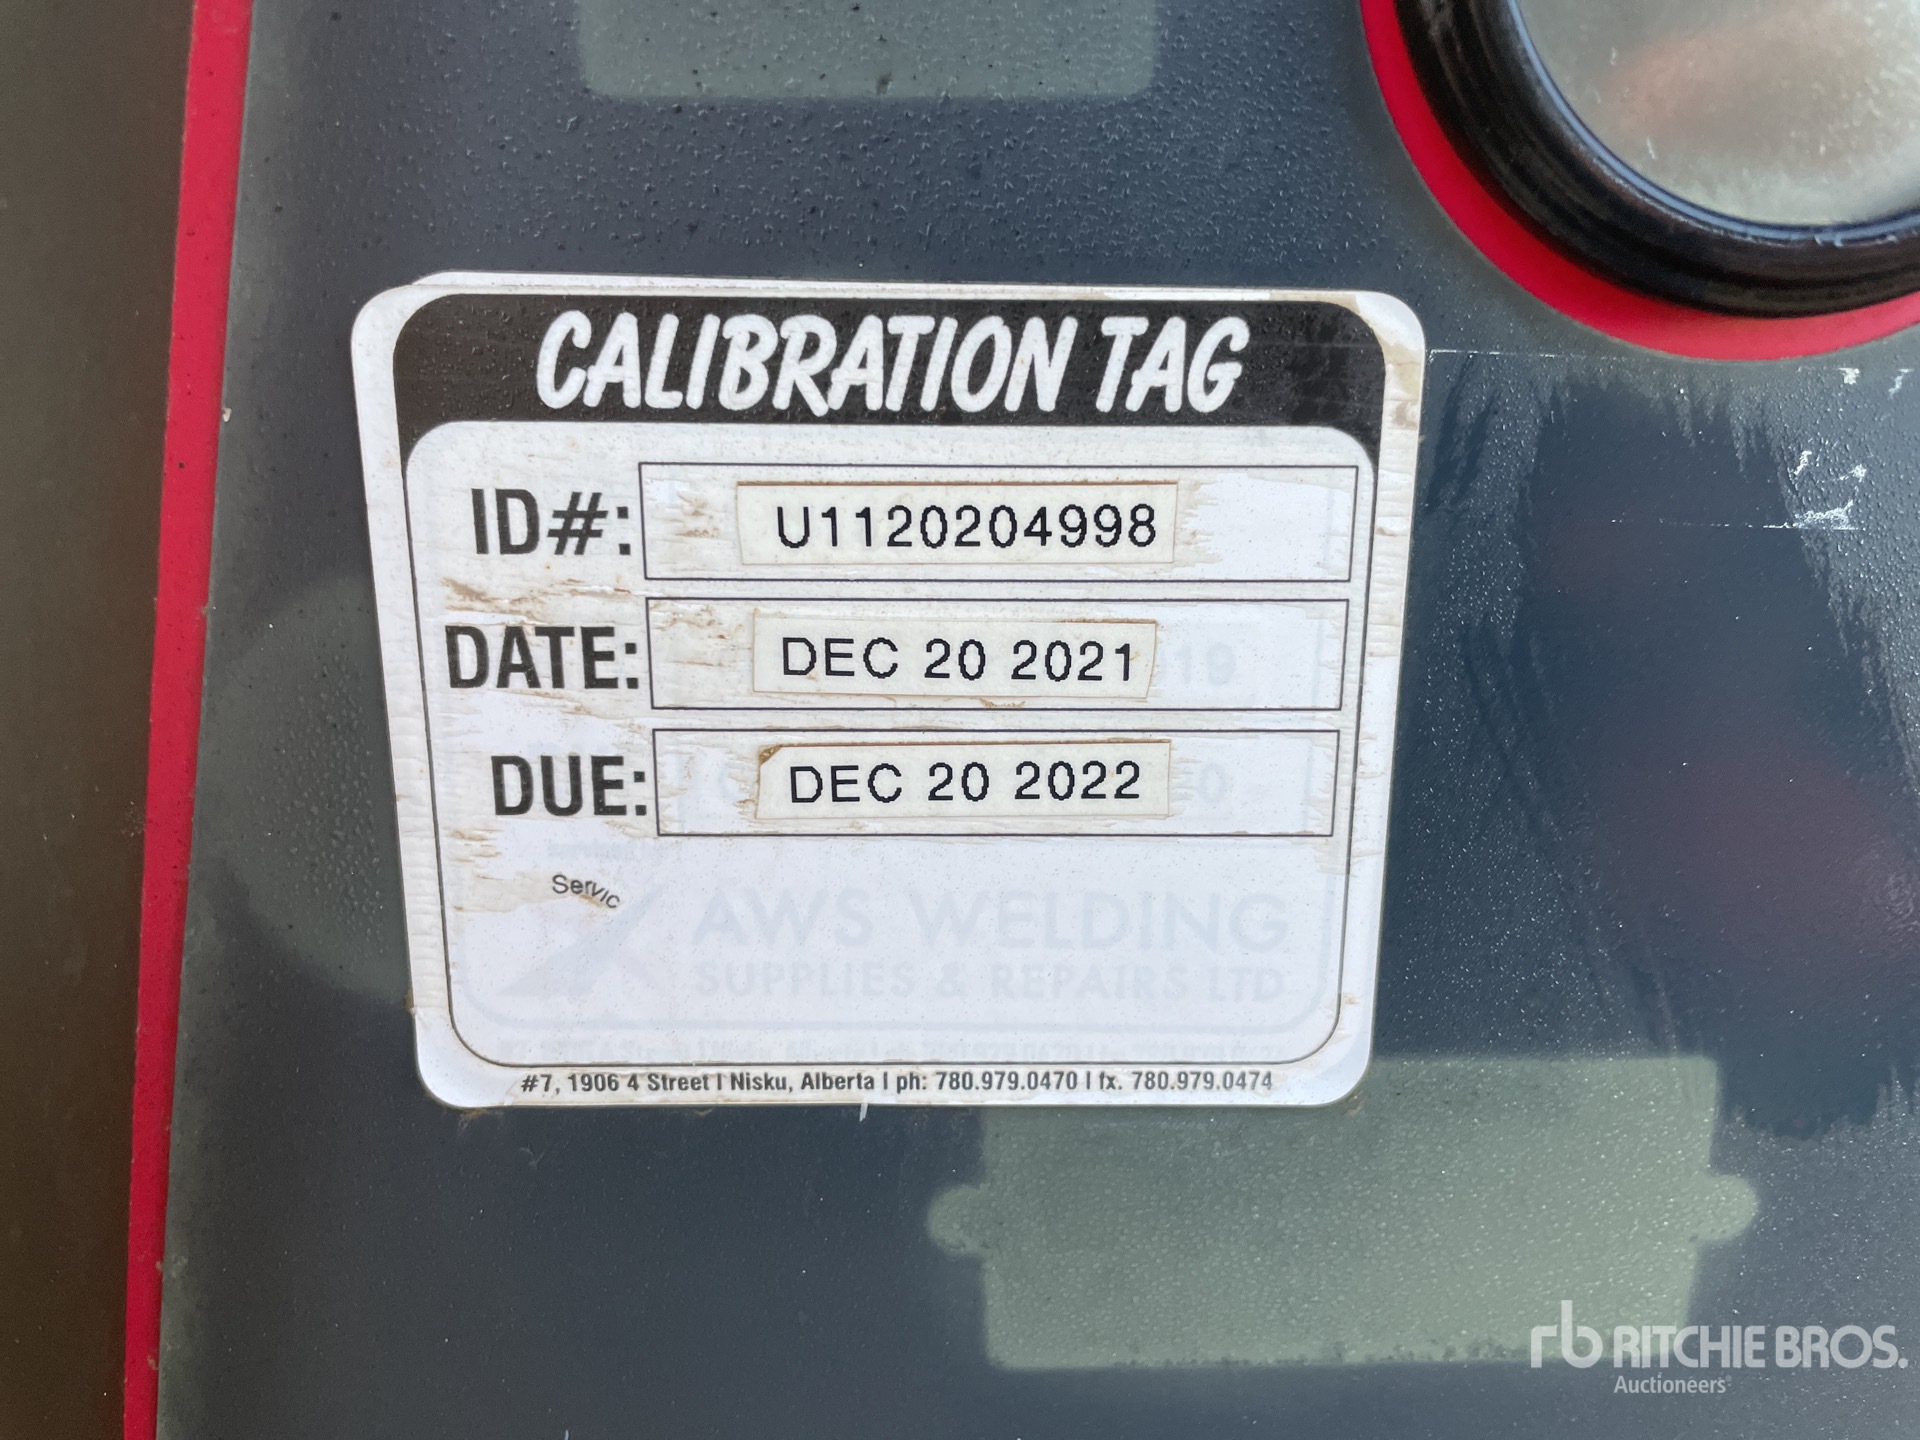 CALIBRATION TAG
ID#: U1120204998
DATE: DEC 20 2021
DUE: DEC 20 2022
Servic
AWS WELDING
SUPPLIES & REPAIRS LTD
#7, 1906 4 Street | Nisku, Alberta | ph: 780.979.0470 | fx. 780.979.0474
rb RITCHIE BROS.
Auctioneers